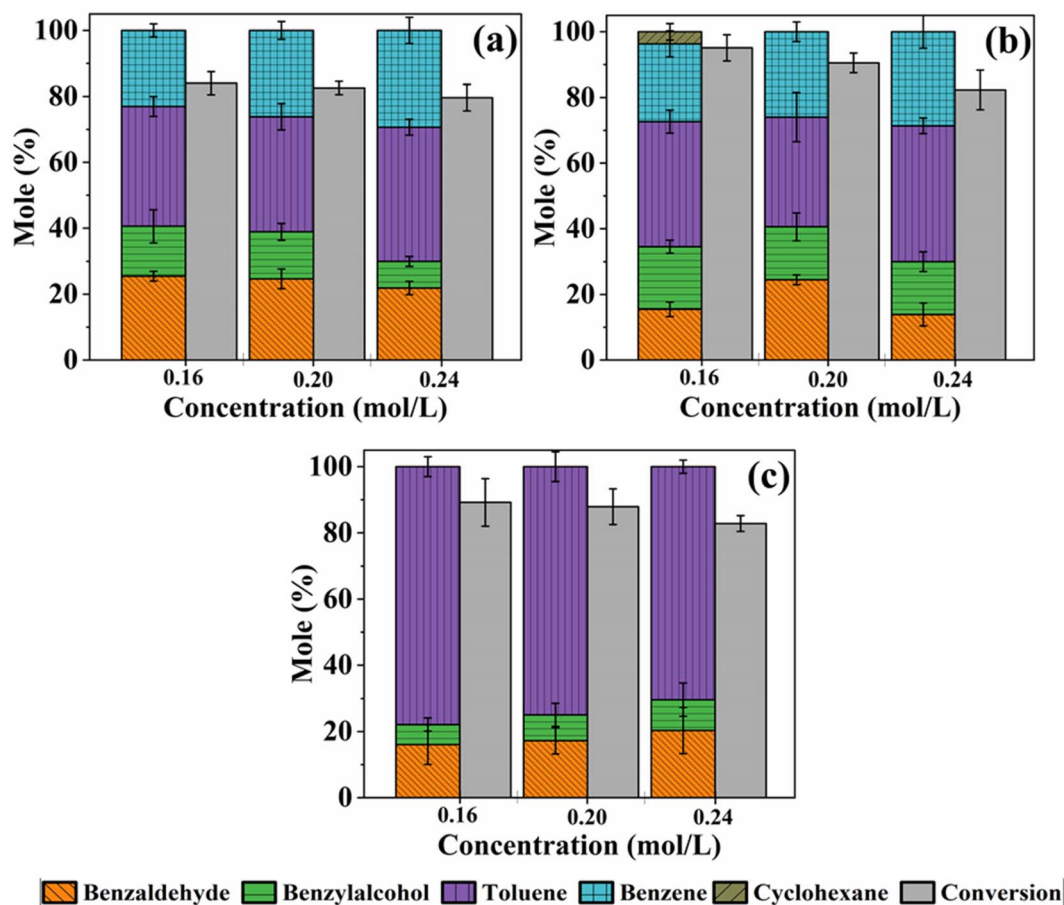 (a)
100
80
60
40
20
0
Mole (%)
0.16 0.20 0.24
Concentration (mol/L)
(b)
100
80
60
40
20
0
Mole (%)
0.16 0.20 0.24
Concentration (mol/L)
(c)
100
80
60
40
20
0
Mole (%)
0.16 0.20 0.24
Concentration (mol/L)
Benzaldehyde Benzylalcohol Toluene Benzene Cyclohexane Conversion